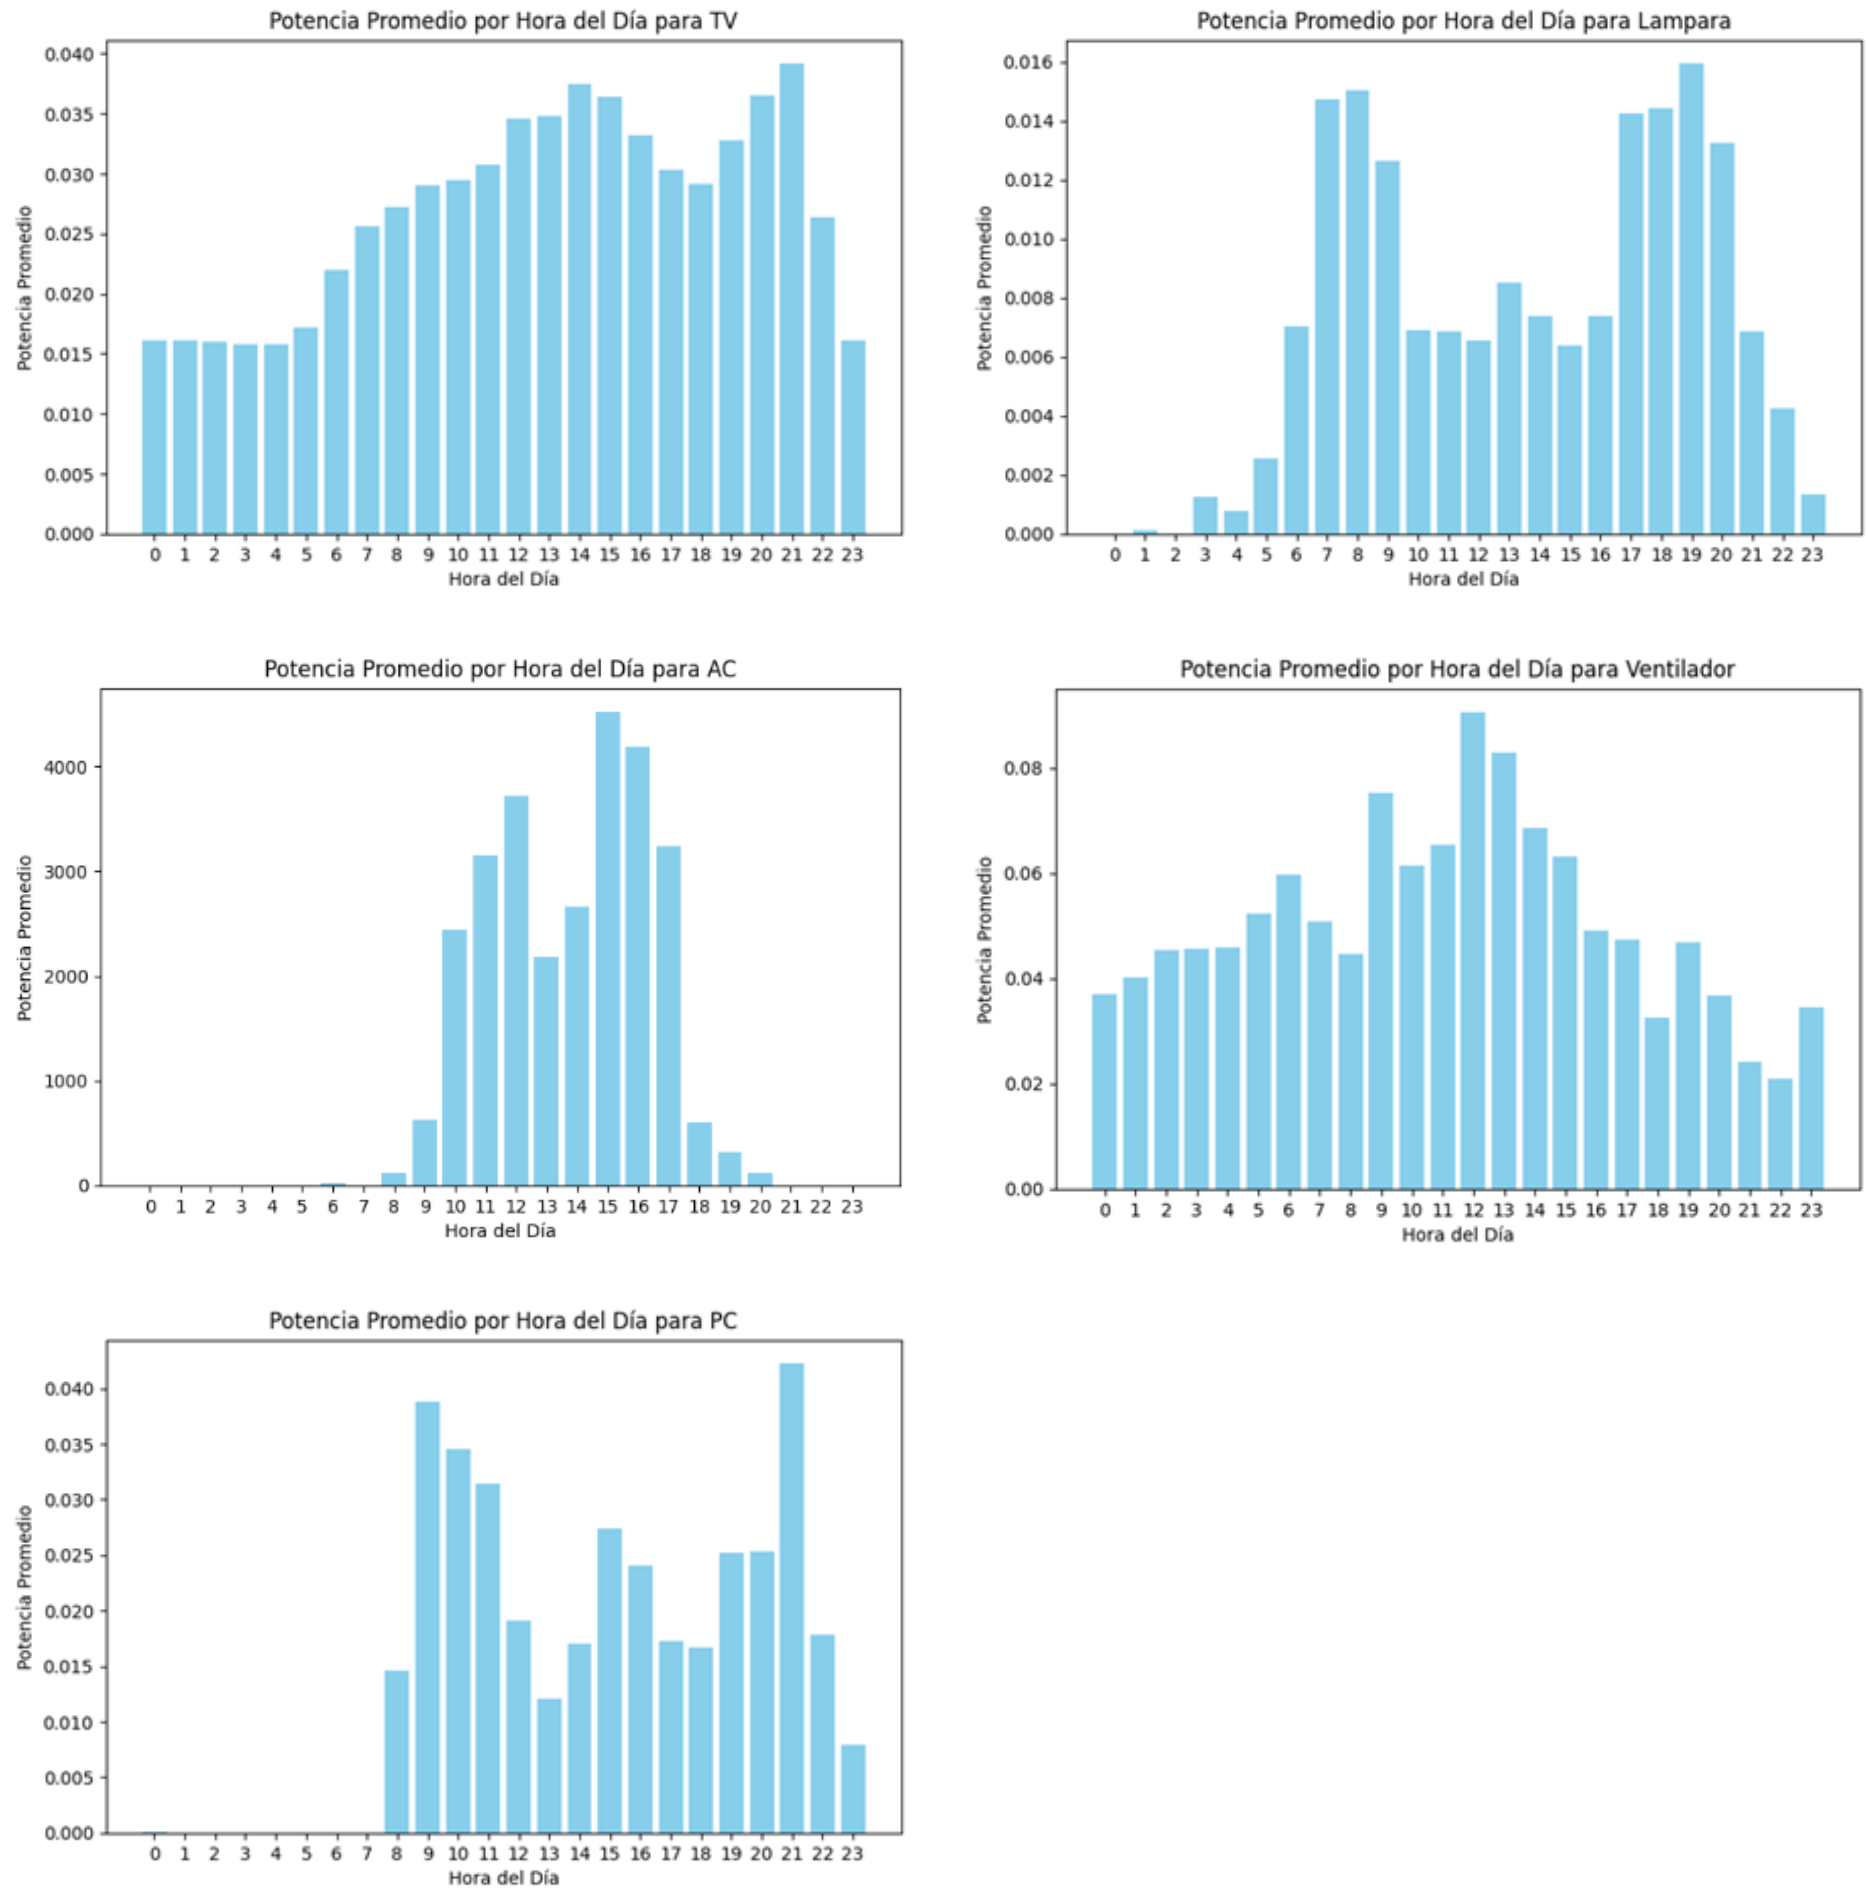 Potencia Promedio por Hora del Día para TV
Potencia Promedio
0.040
0.035
0.030
0.025
0.020
0.015
0.010
0.005
0.000
0 1 2 3 4 5 6 7 8 9 10 11 12 13 14 15 16 17 18 19 20 21 22 23
Hora del Día
Potencia Promedio por Hora del Día para Lampara
Potencia Promedio
0.016
0.014
0.012
0.010
0.008
0.006
0.004
0.002
0.000
0 1 2 3 4 5 6 7 8 9 10 11 12 13 14 15 16 17 18 19 20 21 22 23
Hora del Día
Potencia Promedio por Hora del Día para AC
Potencia Promedio
4000
3000
2000
1000
0
0 1 2 3 4 5 6 7 8 9 10 11 12 13 14 15 16 17 18 19 20 21 22 23
Hora del Día
Potencia Promedio por Hora del Día para Ventilador
Potencia Promedio
0.08
0.06
0.04
0.02
0.00
0 1 2 3 4 5 6 7 8 9 10 11 12 13 14 15 16 17 18 19 20 21 22 23
Hora del Día
Potencia Promedio por Hora del Día para PC
Potencia Promedio
0.040
0.035
0.030
0.025
0.020
0.015
0.010
0.005
0.000
0 1 2 3 4 5 6 7 8 9 10 11 12 13 14 15 16 17 18 19 20 21 22 23
Hora del Día